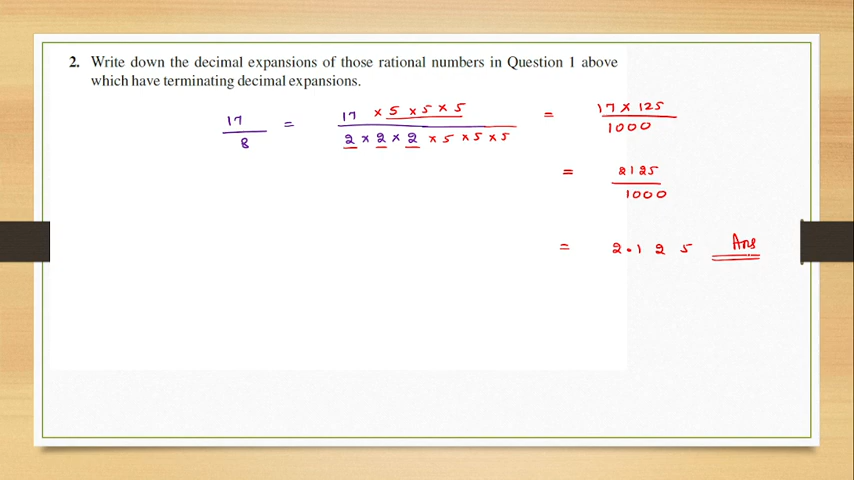 2. Write down the decimal expansions of those rational numbers in Question 1 above
which have terminating decimal expansions.
17/8 = 17 × 5 × 5 × 5 / 2 × 2 × 2 × 5 × 5 × 5 = 17 × 125 / 1000
= 2125 / 1000
= 2.125 Ans